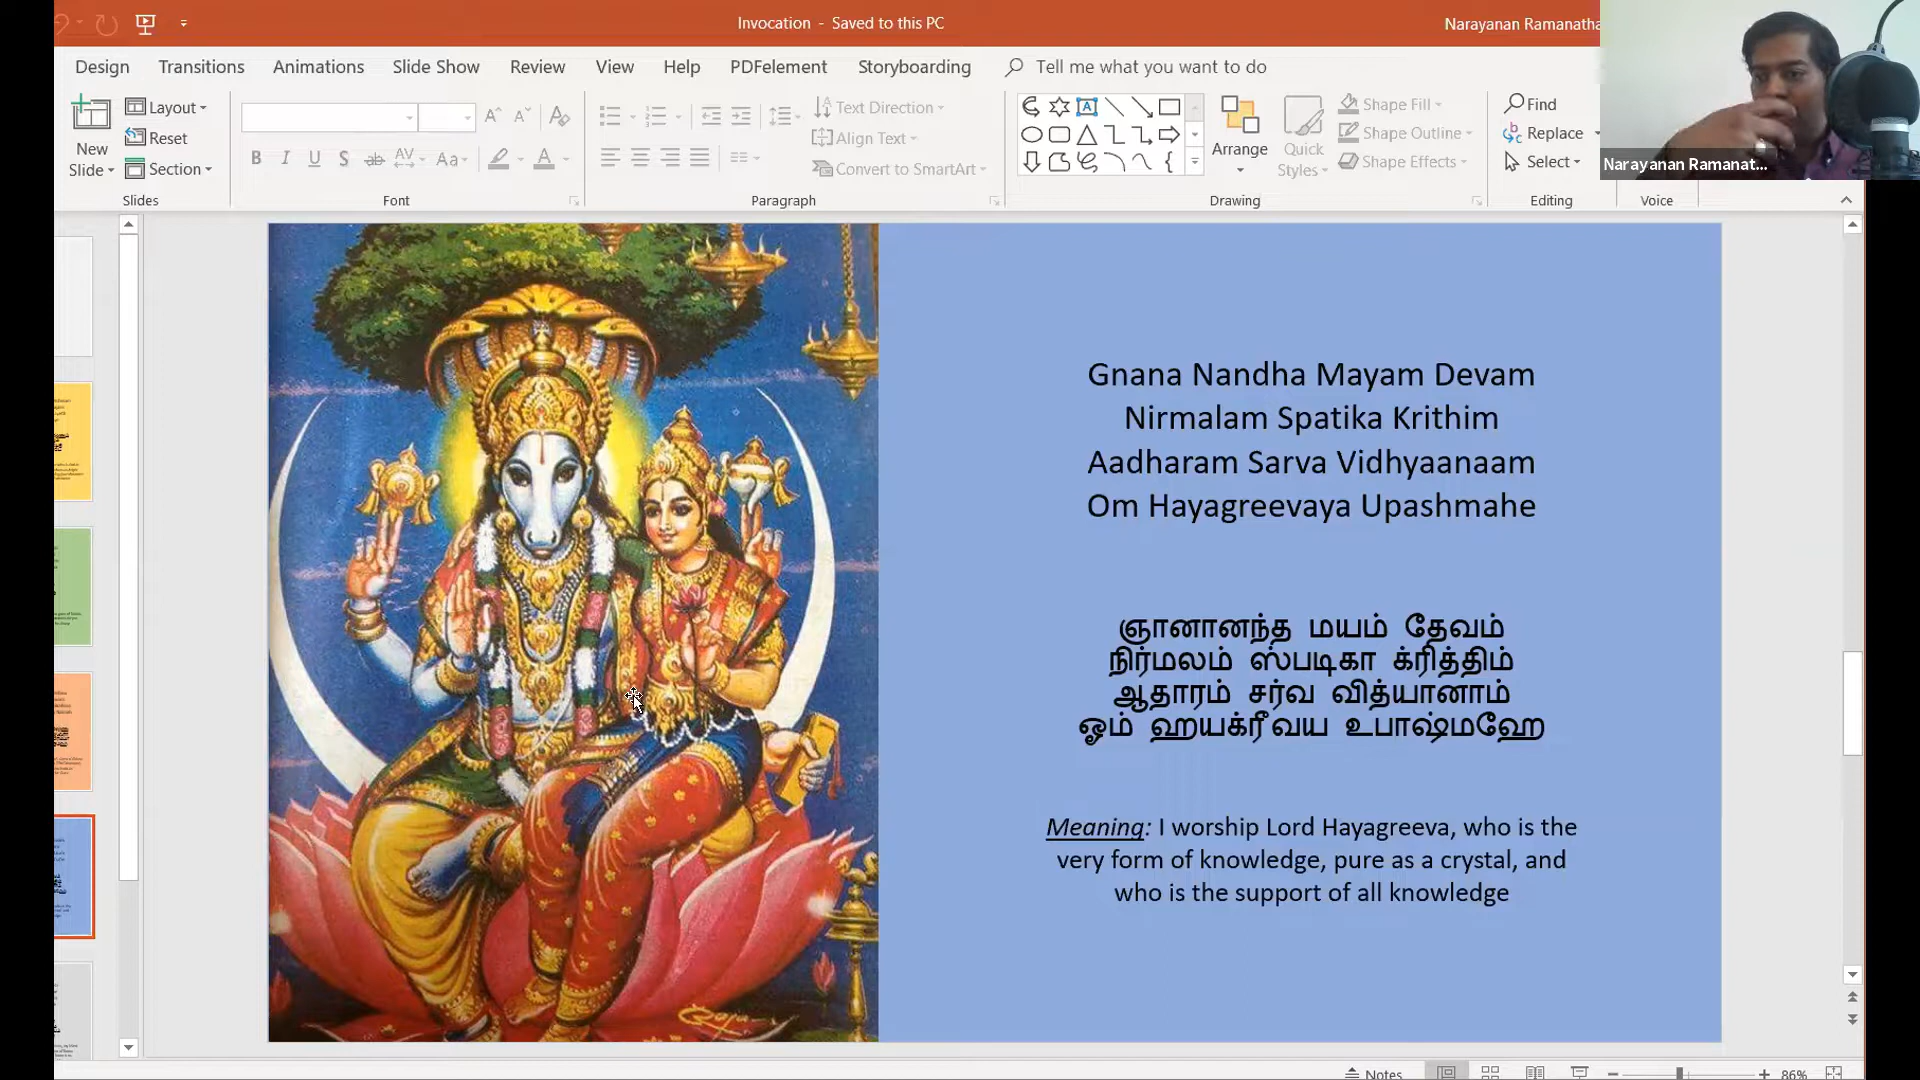 Invocation - Saved to this PC
Narayanan Ramanatha
Design Transitions Animations Slide Show Review View Help PDFelement Storyboarding Tell me what you want to do
New Slide
Layout
Reset
Section
Slides
Font
Text Direction
Align Text
Convert to SmartArt
Paragraph
Arrange
Quick Styles
Shape Fill
Shape Outline
Shape Effects
Drawing
Find
Replace
Select
Editing
Voice
Narayanan Ramanat...
Gnana Nandha Mayam Devam
Nirmalam Spatika Krithim
Aadharam Sarva Vidhyaanaam
Om Hayagreevaya Upashmahe
ஞானானந்த மயம் தேவம்
நிர்மலம் ஸ்படிகா க்ரித்திம்
ஆதாரம் சர்வ வித்யானாம்
ஓம் ஹயக்ரீவய உபாஷ்மஹே
Meaning: I worship Lord Hayagreeva, who is the
very form of knowledge, pure as a crystal, and
who is the support of all knowledge
Notes
86%